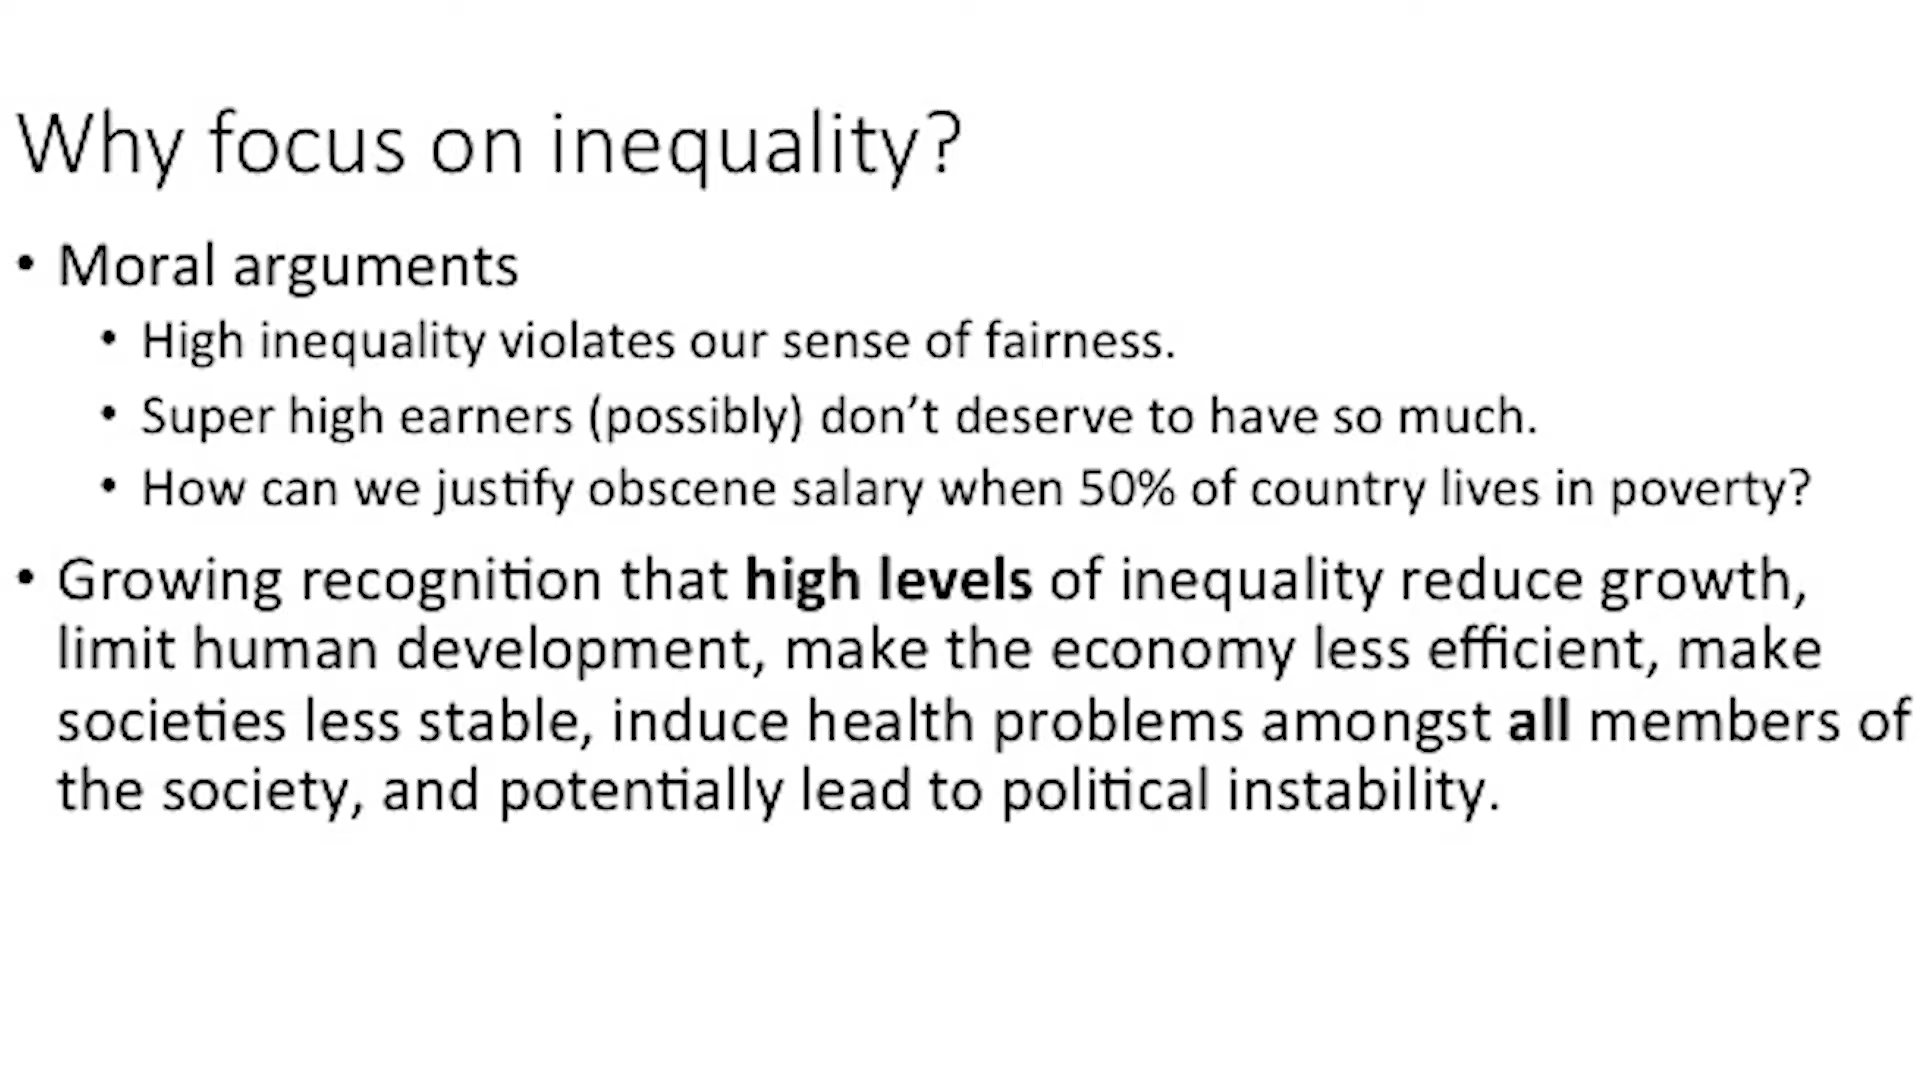 Why focus on inequality?
• Moral arguments
• High inequality violates our sense of fairness.
• Super high earners (possibly) don’t deserve to have so much.
• How can we justify obscene salary when 50% of country lives in poverty?
• Growing recognition that high levels of inequality reduce growth,
limit human development, make the economy less efficient, make
societies less stable, induce health problems amongst all members of
the society, and potentially lead to political instability.